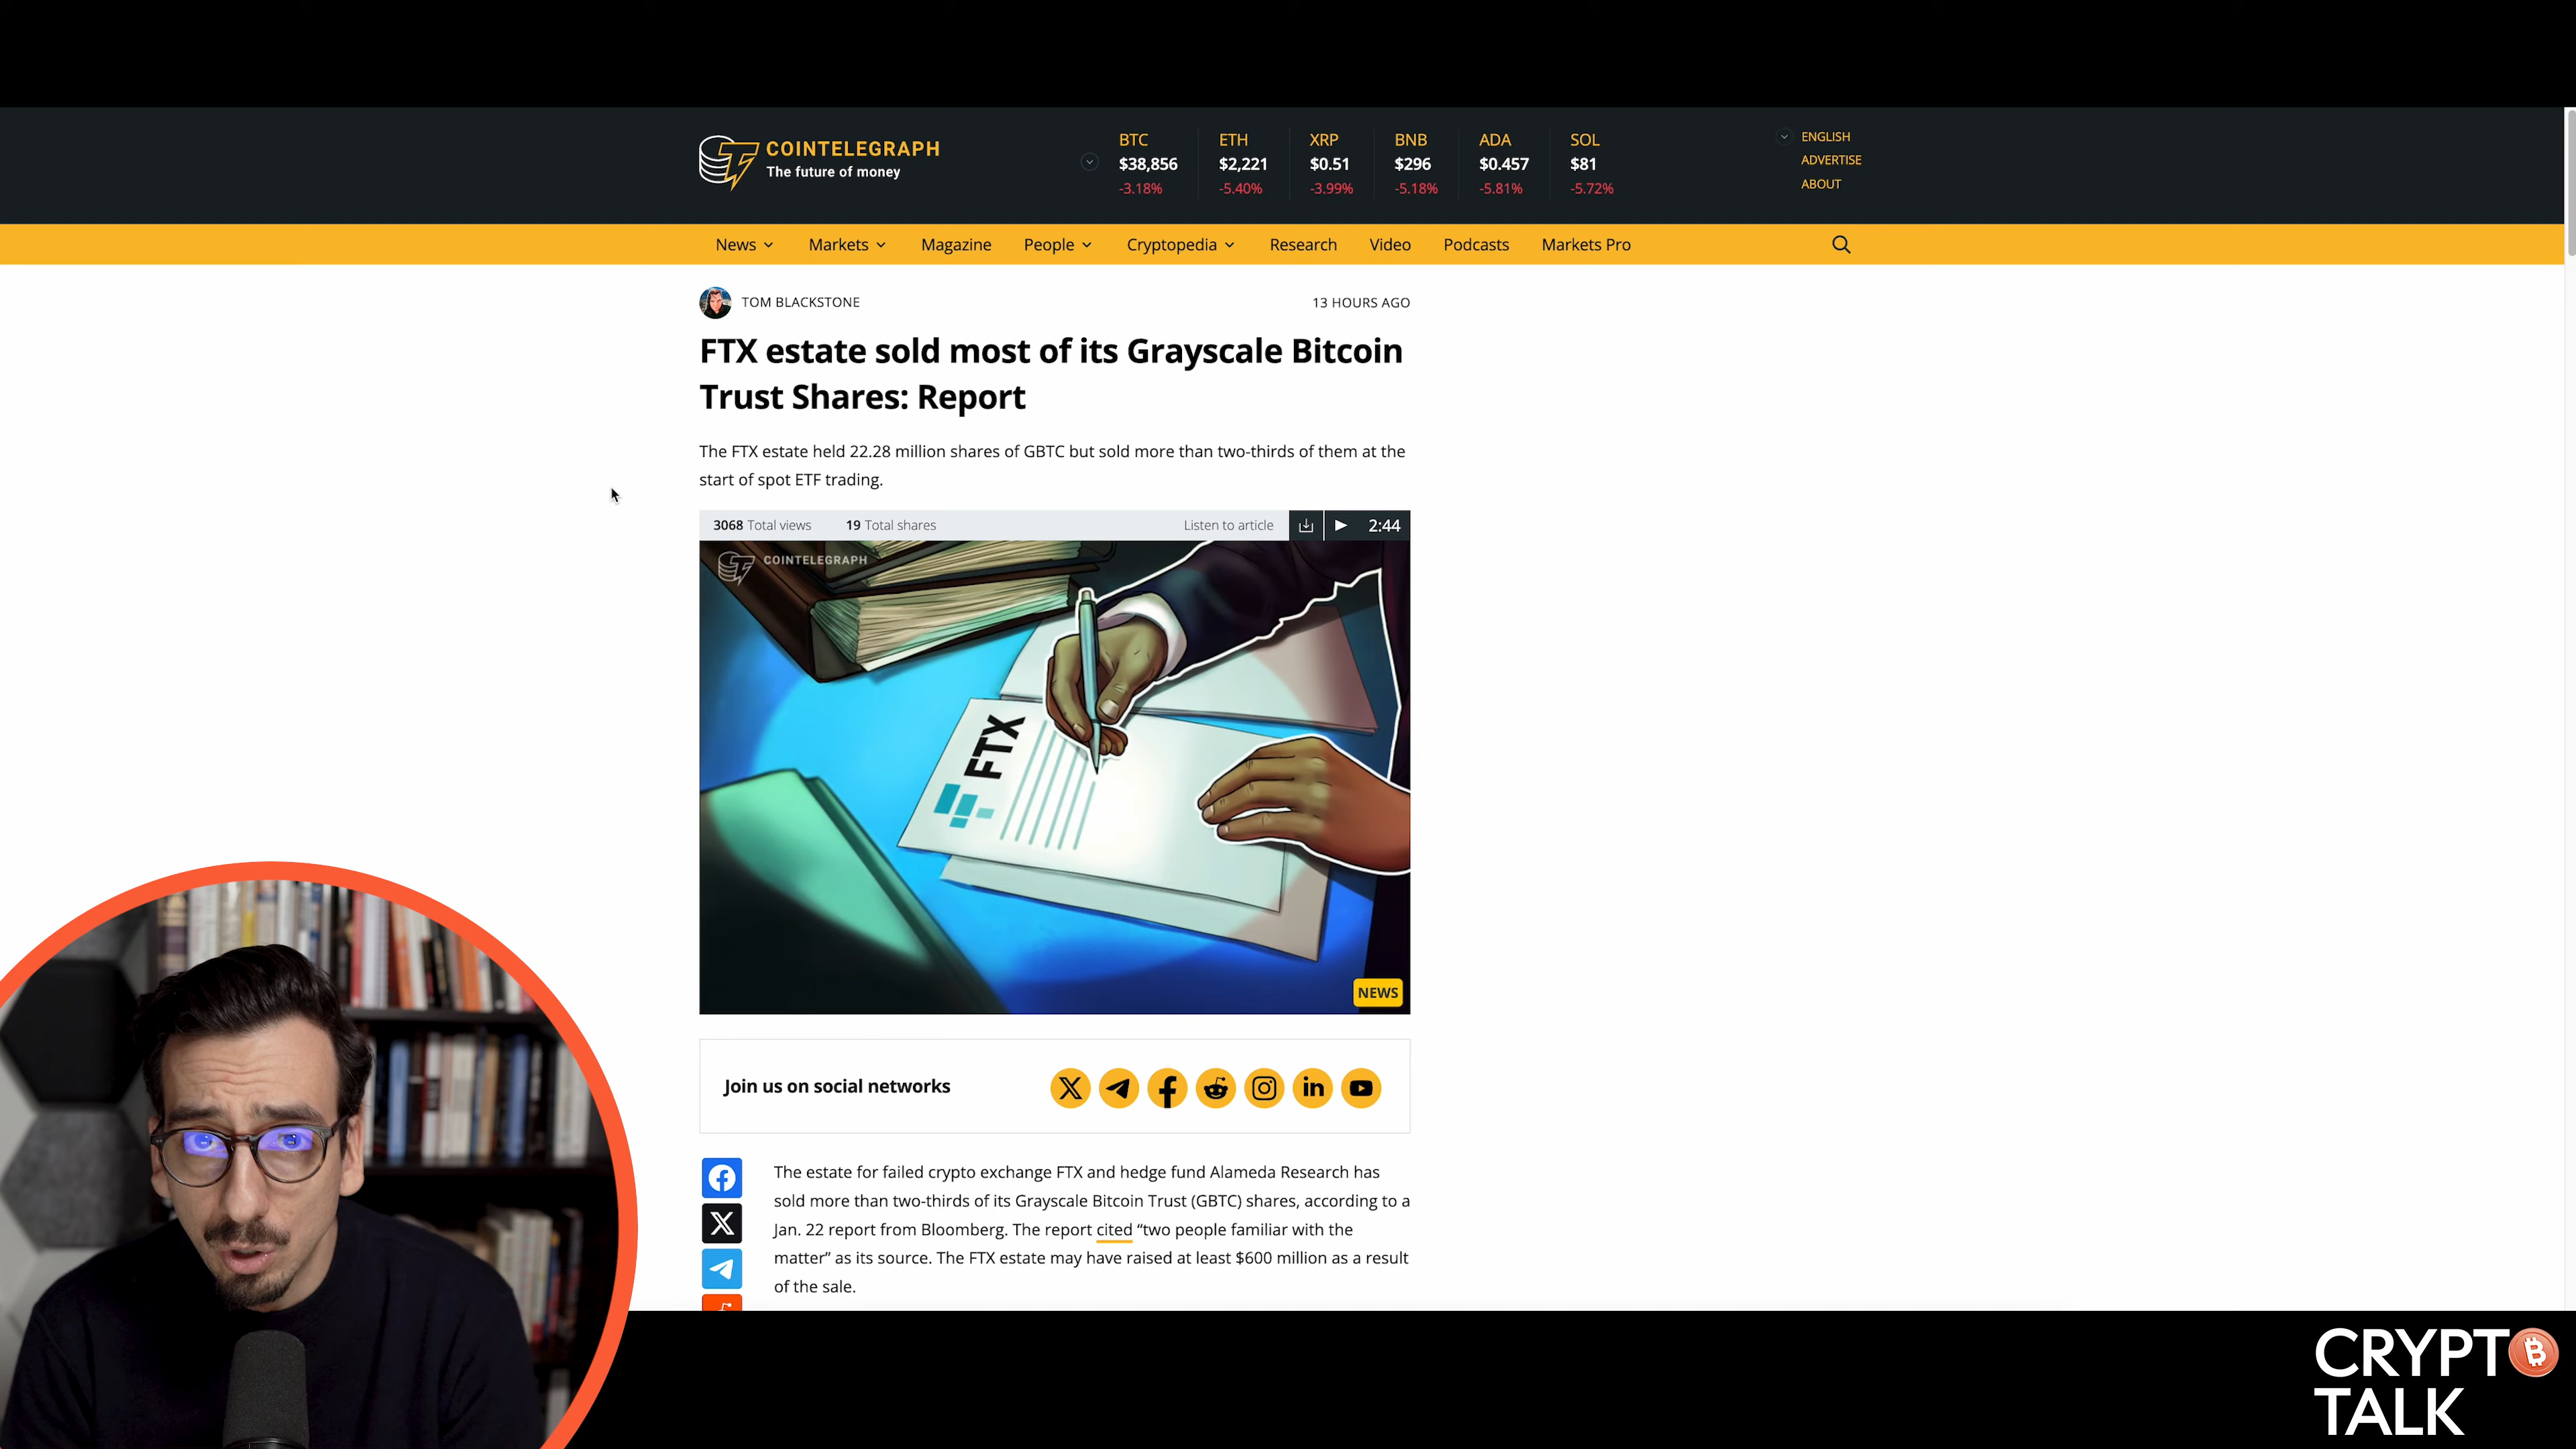 COINTELEGRAPH
The future of money
BTC
$38,856
-3.18%
ETH
$2,221
-5.40%
XRP
$0.51
-3.99%
BNB
$296
-5.18%
ADA
$0.457
-5.81%
SOL
$81
-5.72%
ENGLISH
ADVERTISE
ABOUT
News
Markets
Magazine
People
Cryptopedia
Research
Video
Podcasts
Markets Pro
TOM BLACKSTONE
13 HOURS AGO
FTX estate sold most of its Grayscale Bitcoin
Trust Shares: Report
The FTX estate held 22.28 million shares of GBTC but sold more than two-thirds of them at the
start of spot ETF trading.
3068 Total views
19 Total shares
Listen to article
2:44
COINTELEGRAPH
FTX
NEWS
Join us on social networks
The estate for failed crypto exchange FTX and hedge fund Alameda Research has
sold more than two-thirds of its Grayscale Bitcoin Trust (GBTC) shares, according to a
Jan. 22 report from Bloomberg. The report cited “two people familiar with the
matter” as its source. The FTX estate may have raised at least $600 million as a result
of the sale.
CRYPTO
TALK